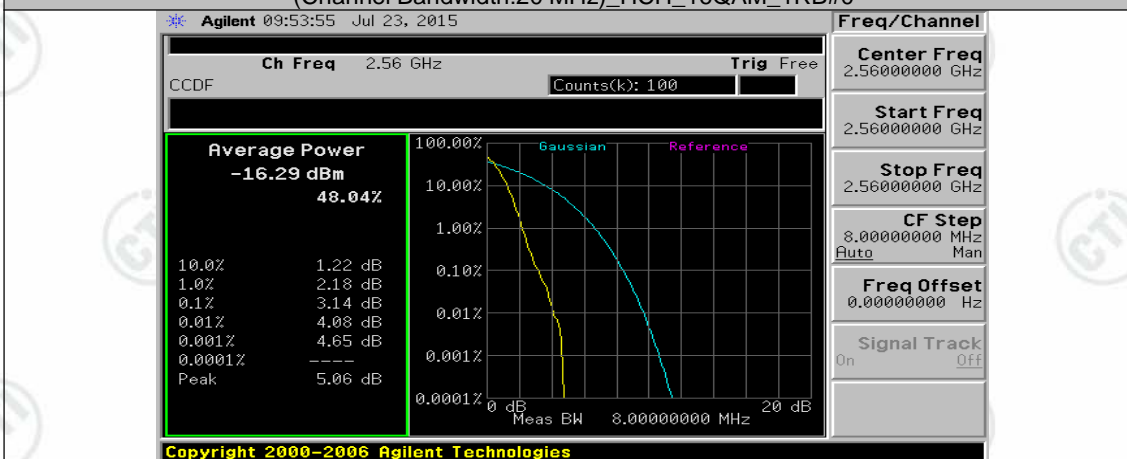 Agilent 09:53:55 Jul 23, 2015
Ch Freq 2.56 GHz Trig Free
CCDF Counts(k): 100
Average Power
-16.29 dBm
48.04%
10.0% 1.22 dB
1.0% 2.18 dB
0.1% 3.14 dB
0.01% 4.08 dB
0.001% 4.65 dB
0.0001% ----
Peak 5.06 dB
Gaussian Reference
100.00%
10.00%
1.00%
0.10%
0.01%
0.001%
0.0001%
0 dB 20 dB
Meas BW 8.00000000 MHz
Freq/Channel
Center Freq
2.56000000 GHz
Start Freq
2.56000000 GHz
Stop Freq
2.56000000 GHz
CF Step
8.00000000 MHz
Auto Man
Freq Offset
0.00000000 Hz
Signal Track
On Off
Copyright 2000-2006 Agilent Technologies
CTI
CTI